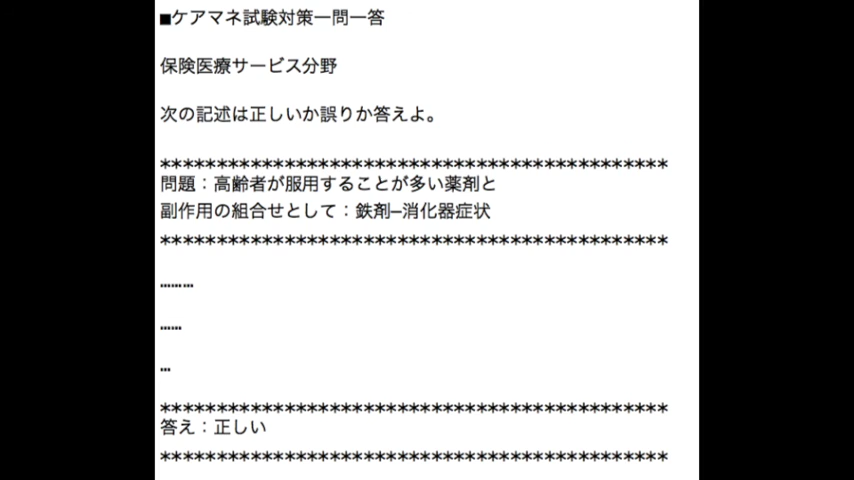 ■ケアマネ試験対策一問一答
保険医療サービス分野
次の記述は正しいか誤りか答えよ。
*********************************************
問題：高齢者が服用することが多い薬剤と
副作用の組合せとして：鉄剤―消化器症状
*********************************************
………
……
…
*********************************************
答え：正しい
*********************************************